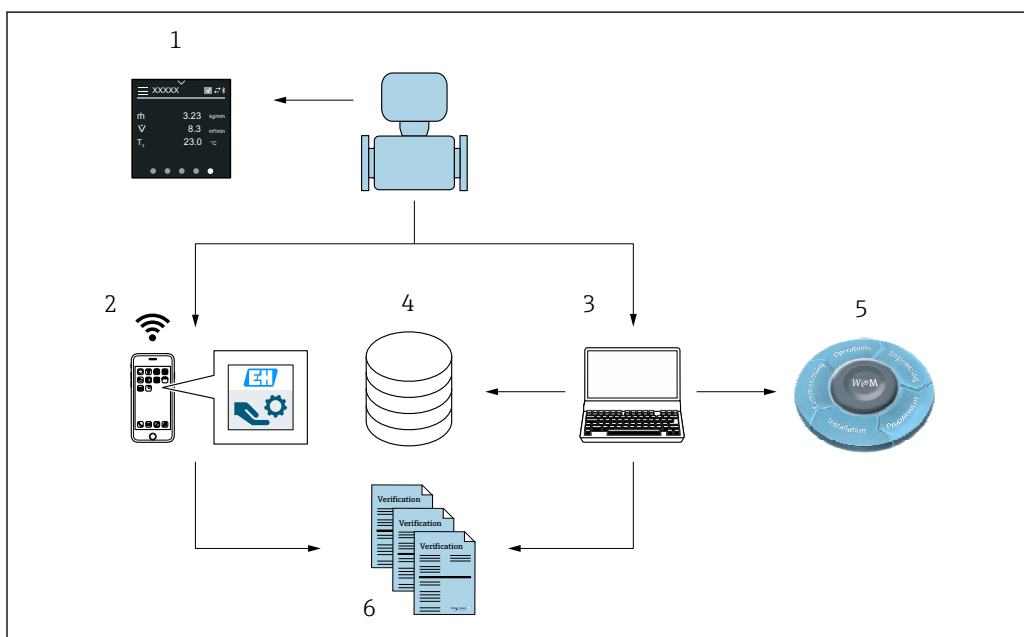 1
XXXXX
ṁ 3.23 kg/min
V̇ 8.3 m³/min
23.0 °C
2
4
3
5
E+H
Operations
Engineering
Commissioning
W@M
Procurement
Installation
Verification
Verification
Verification
6